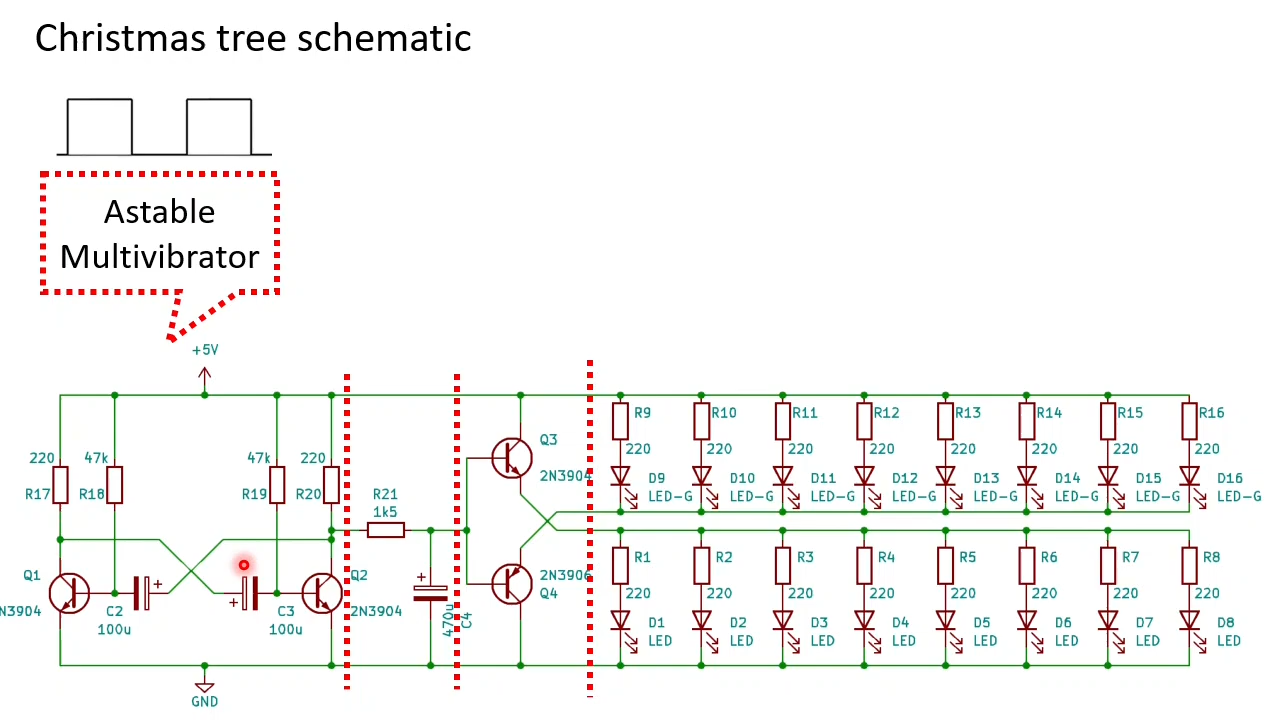 Christmas tree schematic
Astable
Multivibrator
+5V
R9 R10 R11 R12 R13 R14 R15 R16
220 220 220 220 220 220 220 220
D9 D10 D11 D12 D13 D14 D15 D16
LED-G LED-G LED-G LED-G LED-G LED-G LED-G LED-G
220 47k 47k 220
R17 R18 R19 R20
R21
1k5
Q3
2N3904
Q1
N3904
C2
100u
+
+
C3
100u
Q2
2N3904
+
470u
C4
2N3906
Q4
R1 R2 R3 R4 R5 R6 R7 R8
220 220 220 220 220 220 220 220
D1 D2 D3 D4 D5 D6 D7 D8
LED LED LED LED LED LED LED LED
GND